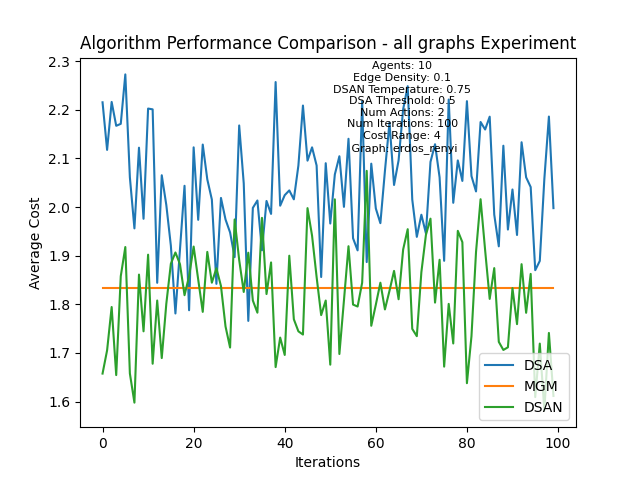 Algorithm Performance Comparison - all graphs Experiment
Agents: 10
Edge Density: 0.1
DSAN Temperature: 0.75
DSA Threshold: 0.5
Num Actions: 2
Num Iterations: 100
Cost Range: 4
Graph: erdos_renyi
2.3
2.2
2.1
2.0
1.9
1.8
1.7
1.6
Average Cost
DSA
MGM
DSAN
0
20
40
60
80
100
Iterations